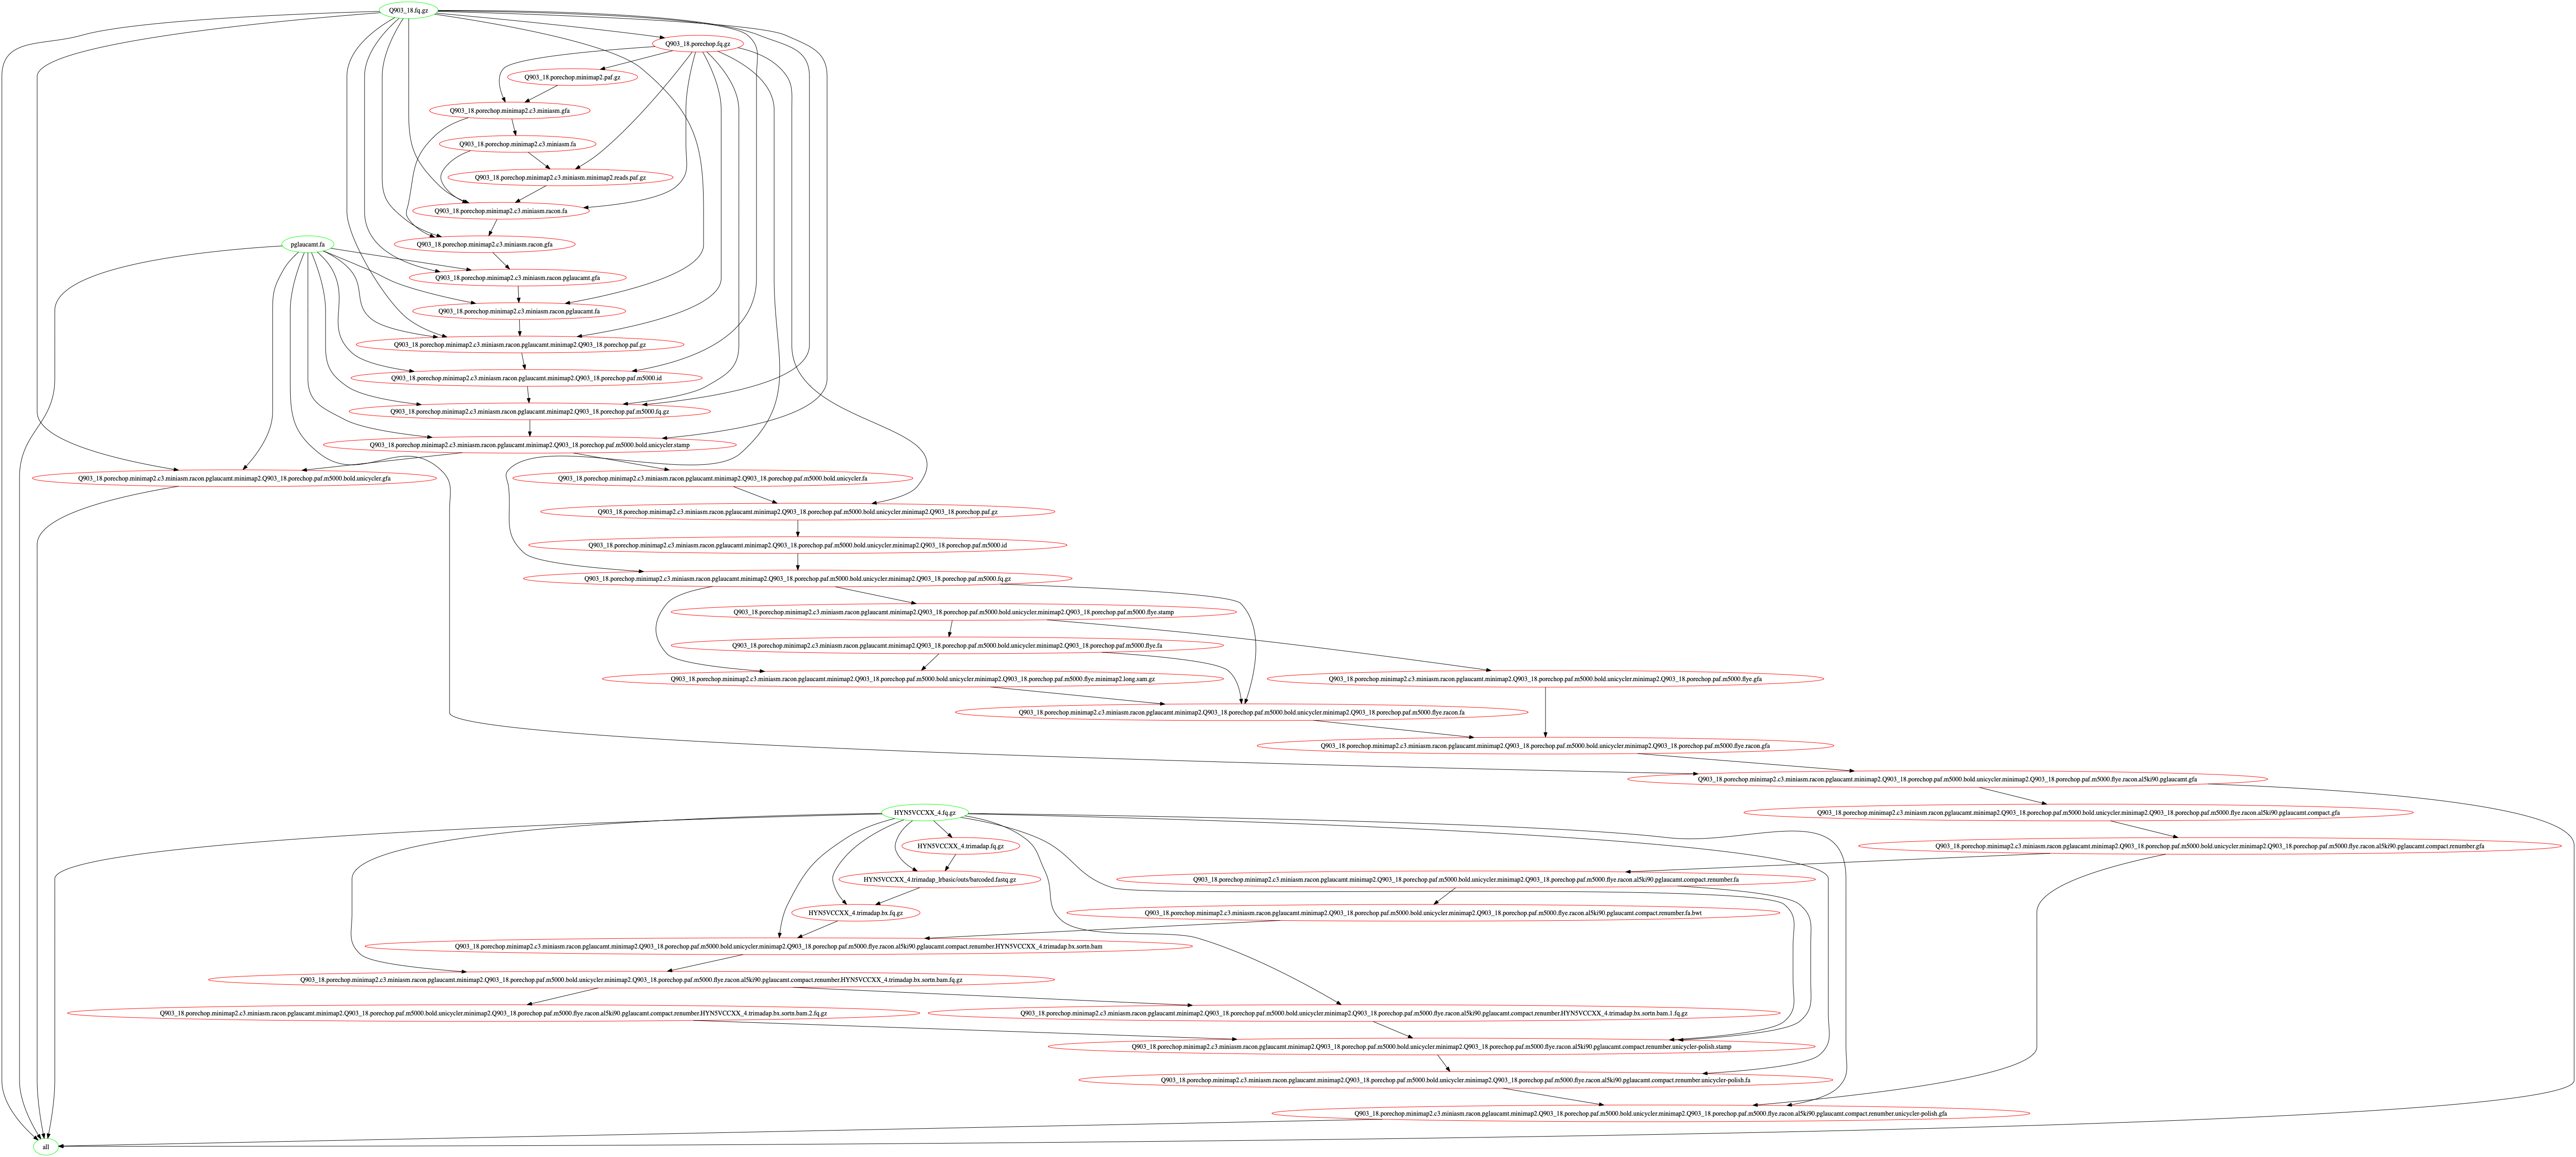 Q903_18.fq.gz
Q903_18.porechop.fq.gz
Q903_18.porechop.minimap2.paf.gz
Q903_18.porechop.minimap2.c3.miniasm.gfa
Q903_18.porechop.minimap2.c3.miniasm.fa
Q903_18.porechop.minimap2.c3.miniasm.minimap2.reads.paf.gz
Q903_18.porechop.minimap2.c3.miniasm.racon.fa
pglaucamt.fa
Q903_18.porechop.minimap2.c3.miniasm.racon.gfa
Q903_18.porechop.minimap2.c3.miniasm.racon.pglaucamt.gfa
Q903_18.porechop.minimap2.c3.miniasm.racon.pglaucamt.fa
Q903_18.porechop.minimap2.c3.miniasm.racon.pglaucamt.minimap2.Q903_18.porechop.paf.gz
Q903_18.porechop.minimap2.c3.miniasm.racon.pglaucamt.minimap2.Q903_18.porechop.paf.m5000.id
Q903_18.porechop.minimap2.c3.miniasm.racon.pglaucamt.minimap2.Q903_18.porechop.paf.m5000.fq.gz
Q903_18.porechop.minimap2.c3.miniasm.racon.pglaucamt.minimap2.Q903_18.porechop.paf.m5000.bold.unicycler.stamp
Q903_18.porechop.minimap2.c3.miniasm.racon.pglaucamt.minimap2.Q903_18.porechop.paf.m5000.bold.unicycler.gfa
Q903_18.porechop.minimap2.c3.miniasm.racon.pglaucamt.minimap2.Q903_18.porechop.paf.m5000.bold.unicycler.fa
Q903_18.porechop.minimap2.c3.miniasm.racon.pglaucamt.minimap2.Q903_18.porechop.paf.m5000.bold.unicycler.minimap2.Q903_18.porechop.paf.gz
Q903_18.porechop.minimap2.c3.miniasm.racon.pglaucamt.minimap2.Q903_18.porechop.paf.m5000.bold.unicycler.minimap2.Q903_18.porechop.paf.m5000.id
Q903_18.porechop.minimap2.c3.miniasm.racon.pglaucamt.minimap2.Q903_18.porechop.paf.m5000.bold.unicycler.minimap2.Q903_18.porechop.paf.m5000.fq.gz
Q903_18.porechop.minimap2.c3.miniasm.racon.pglaucamt.minimap2.Q903_18.porechop.paf.m5000.bold.unicycler.minimap2.Q903_18.porechop.paf.m5000.flye.stamp
Q903_18.porechop.minimap2.c3.miniasm.racon.pglaucamt.minimap2.Q903_18.porechop.paf.m5000.bold.unicycler.minimap2.Q903_18.porechop.paf.m5000.flye.fa
Q903_18.porechop.minimap2.c3.miniasm.racon.pglaucamt.minimap2.Q903_18.porechop.paf.m5000.bold.unicycler.minimap2.Q903_18.porechop.paf.m5000.flye.minimap2.long.sam.gz
Q903_18.porechop.minimap2.c3.miniasm.racon.pglaucamt.minimap2.Q903_18.porechop.paf.m5000.bold.unicycler.minimap2.Q903_18.porechop.paf.m5000.flye.gfa
Q903_18.porechop.minimap2.c3.miniasm.racon.pglaucamt.minimap2.Q903_18.porechop.paf.m5000.bold.unicycler.minimap2.Q903_18.porechop.paf.m5000.flye.racon.fa
Q903_18.porechop.minimap2.c3.miniasm.racon.pglaucamt.minimap2.Q903_18.porechop.paf.m5000.bold.unicycler.minimap2.Q903_18.porechop.paf.m5000.flye.racon.gfa
Q903_18.porechop.minimap2.c3.miniasm.racon.pglaucamt.minimap2.Q903_18.porechop.paf.m5000.bold.unicycler.minimap2.Q903_18.porechop.paf.m5000.flye.racon.al5ki90.pglaucamt.gfa
HYN5VCCXX_4.fq.gz
Q903_18.porechop.minimap2.c3.miniasm.racon.pglaucamt.minimap2.Q903_18.porechop.paf.m5000.bold.unicycler.minimap2.Q903_18.porechop.paf.m5000.flye.racon.al5ki90.pglaucamt.compact.gfa
HYN5VCCXX_4.trimadap.fq.gz
Q903_18.porechop.minimap2.c3.miniasm.racon.pglaucamt.minimap2.Q903_18.porechop.paf.m5000.bold.unicycler.minimap2.Q903_18.porechop.paf.m5000.flye.racon.al5ki90.pglaucamt.compact.renumber.gfa
HYN5VCCXX_4.trimadap_lrbasic/outs/barcoded.fastq.gz
Q903_18.porechop.minimap2.c3.miniasm.racon.pglaucamt.minimap2.Q903_18.porechop.paf.m5000.bold.unicycler.minimap2.Q903_18.porechop.paf.m5000.flye.racon.al5ki90.pglaucamt.compact.renumber.fa
HYN5VCCXX_4.trimadap.bx.fq.gz
Q903_18.porechop.minimap2.c3.miniasm.racon.pglaucamt.minimap2.Q903_18.porechop.paf.m5000.bold.unicycler.minimap2.Q903_18.porechop.paf.m5000.flye.racon.al5ki90.pglaucamt.compact.renumber.fa.bwt
Q903_18.porechop.minimap2.c3.miniasm.racon.pglaucamt.minimap2.Q903_18.porechop.paf.m5000.bold.unicycler.minimap2.Q903_18.porechop.paf.m5000.flye.racon.al5ki90.pglaucamt.compact.renumber.HYN5VCCXX_4.trimadap.bx.sortn.bam
Q903_18.porechop.minimap2.c3.miniasm.racon.pglaucamt.minimap2.Q903_18.porechop.paf.m5000.bold.unicycler.minimap2.Q903_18.porechop.paf.m5000.flye.racon.al5ki90.pglaucamt.compact.renumber.HYN5VCCXX_4.trimadap.bx.sortn.bam.fq.gz
Q903_18.porechop.minimap2.c3.miniasm.racon.pglaucamt.minimap2.Q903_18.porechop.paf.m5000.bold.unicycler.minimap2.Q903_18.porechop.paf.m5000.flye.racon.al5ki90.pglaucamt.compact.renumber.HYN5VCCXX_4.trimadap.bx.sortn.bam.2.fq.gz
Q903_18.porechop.minimap2.c3.miniasm.racon.pglaucamt.minimap2.Q903_18.porechop.paf.m5000.bold.unicycler.minimap2.Q903_18.porechop.paf.m5000.flye.racon.al5ki90.pglaucamt.compact.renumber.HYN5VCCXX_4.trimadap.bx.sortn.bam.1.fq.gz
Q903_18.porechop.minimap2.c3.miniasm.racon.pglaucamt.minimap2.Q903_18.porechop.paf.m5000.bold.unicycler.minimap2.Q903_18.porechop.paf.m5000.flye.racon.al5ki90.pglaucamt.compact.renumber.unicycler-polish.stamp
Q903_18.porechop.minimap2.c3.miniasm.racon.pglaucamt.minimap2.Q903_18.porechop.paf.m5000.bold.unicycler.minimap2.Q903_18.porechop.paf.m5000.flye.racon.al5ki90.pglaucamt.compact.renumber.unicycler-polish.fa
Q903_18.porechop.minimap2.c3.miniasm.racon.pglaucamt.minimap2.Q903_18.porechop.paf.m5000.bold.unicycler.minimap2.Q903_18.porechop.paf.m5000.flye.racon.al5ki90.pglaucamt.compact.renumber.unicycler-polish.gfa
all